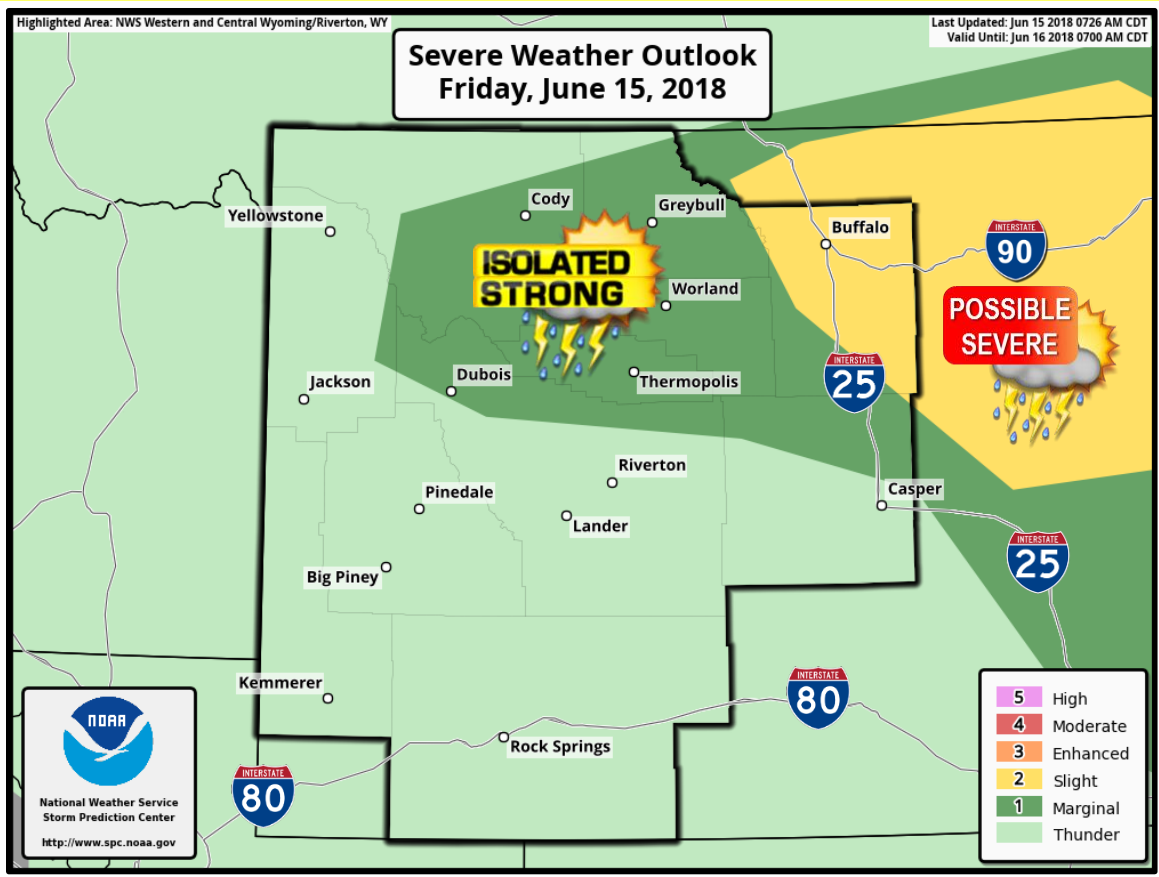 Highlighted Area: NWS Western and Central Wyoming/Riverton, WY
Last Updated: Jun 15 2018 0726 AM CDT
Valid Until: Jun 16 2018 0700 AM CDT
Severe Weather Outlook
Friday, June 15, 2018
Cody
Greybull
Yellowstone
Buffalo
INTERSTATE
90
ISOLATED
STRONG
Worland
POSSIBLE
SEVERE
Dubois
Thermopolis
Jackson
INTERSTATE
25
Riverton
Pinedale
Casper
Lander
INTERSTATE
25
Big Piney
Kemmerer
INTERSTATE
80
Rock Springs
INTERSTATE
80
NOAA
National Weather Service
Storm Prediction Center
http://www.spc.noaa.gov
5 High
4 Moderate
3 Enhanced
2 Slight
1 Marginal
Thunder